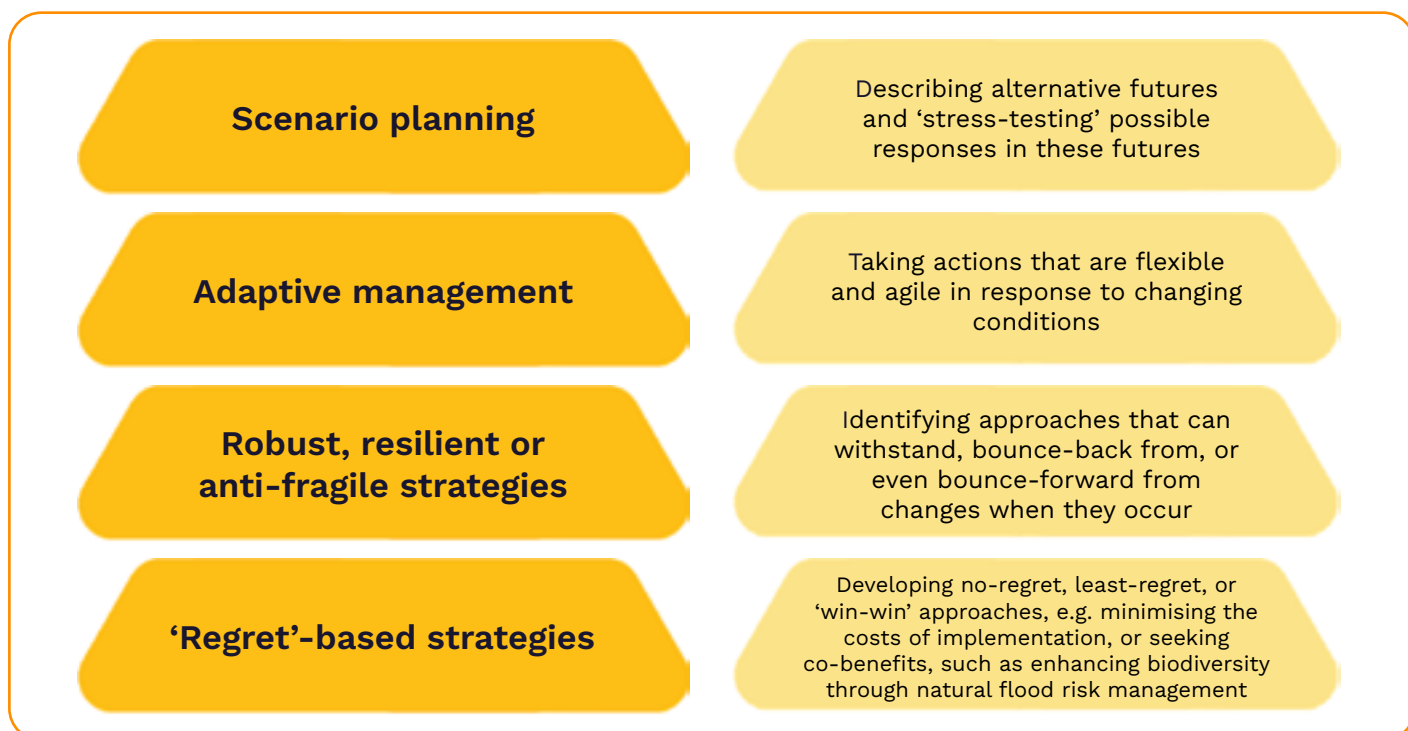 Scenario planning
Describing alternative futures
and ‘stress-testing’ possible
responses in these futures
Adaptive management
Taking actions that are flexible
and agile in response to changing
conditions
Robust, resilient or
anti-fragile strategies
Identifying approaches that can
withstand, bounce-back from, or
even bounce-forward from
changes when they occur
‘Regret’-based strategies
Developing no-regret, least-regret, or
‘win-win’ approaches, e.g. minimising the
costs of implementation, or seeking
co-benefits, such as enhancing biodiversity
through natural flood risk management